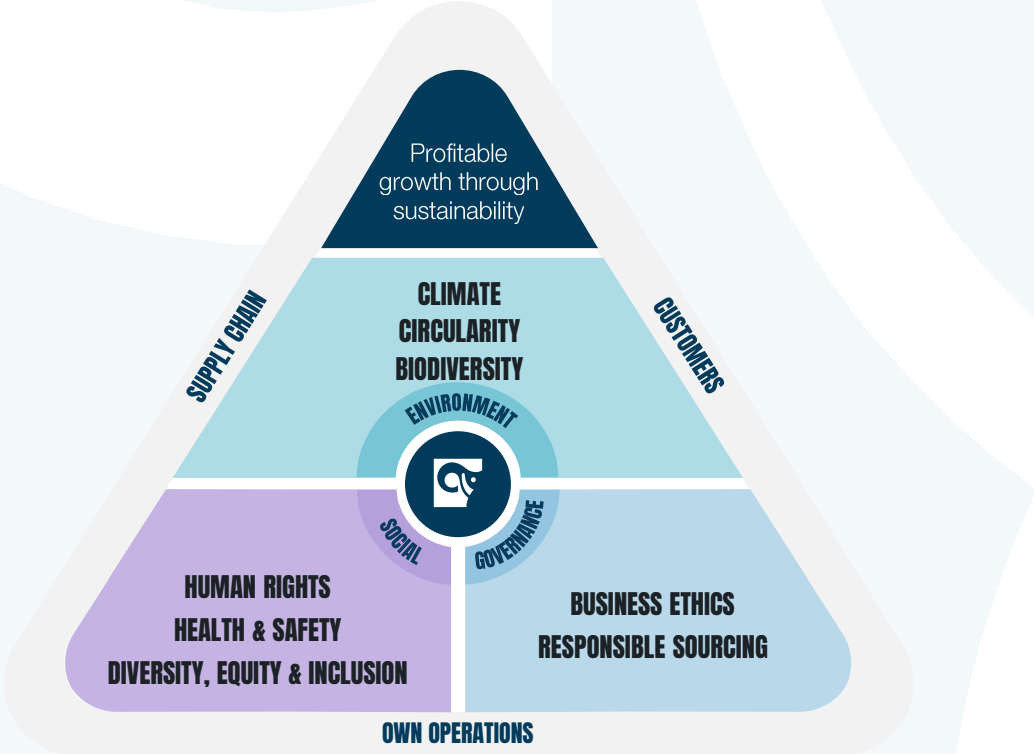 Profitable
growth through
sustainability
CLIMATE
CIRCULARITY
BIODIVERSITY
SUPPLY CHAIN
CUSTOMERS
ENVIRONMENT
SOCIAL
GOVERNANCE
HUMAN RIGHTS
HEALTH & SAFETY
DIVERSITY, EQUITY & INCLUSION
BUSINESS ETHICS
RESPONSIBLE SOURCING
OWN OPERATIONS